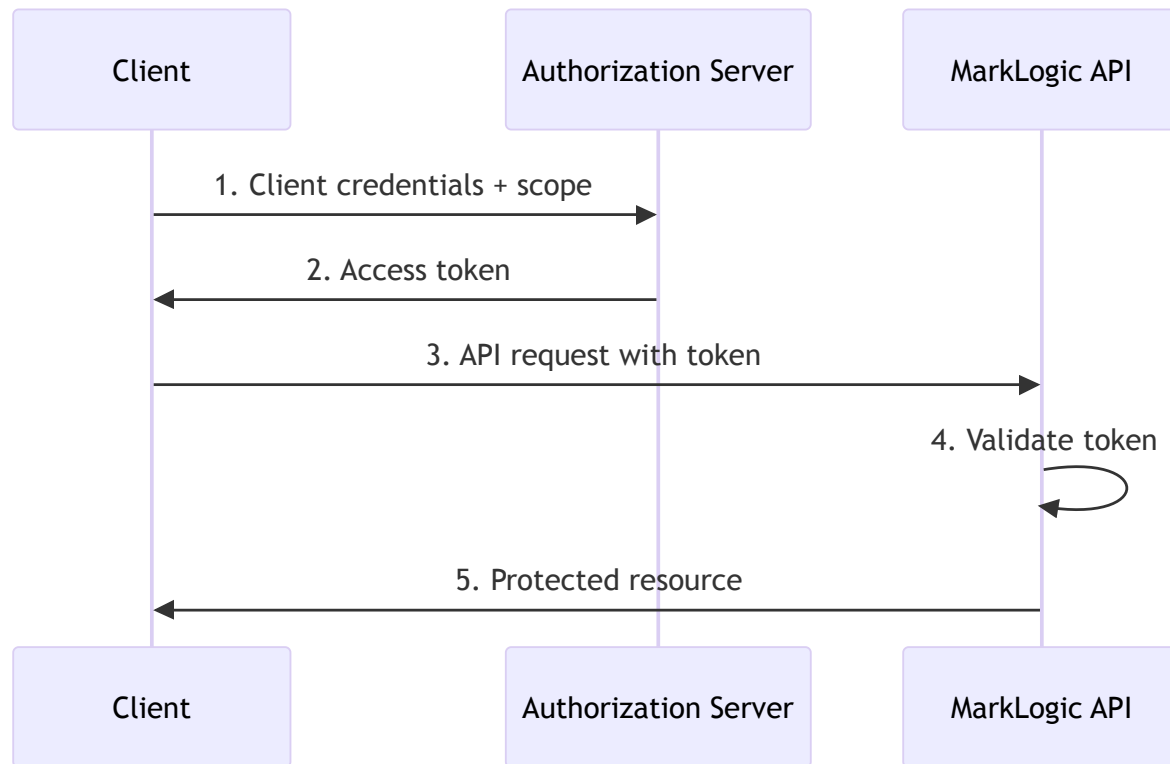 Client
Authorization Server
MarkLogic API
1. Client credentials + scope
2. Access token
3. API request with token
4. Validate token
5. Protected resource
Client
Authorization Server
MarkLogic API